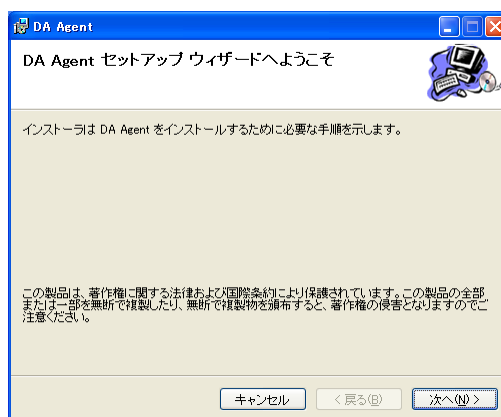 DA Agent
DA Agent セットアップ ウィザードへようこそ
インストーラは DA Agent をインストールするために必要な手順を示します。
この製品は、著作権に関する法律および国際条約により保護されています。この製品の全部
または一部を無断で複製したり、無断で複製物を頒布すると、著作権の侵害となりますのでご
注意ください。
キャンセル
< 戻る(B)
次へ(N) >